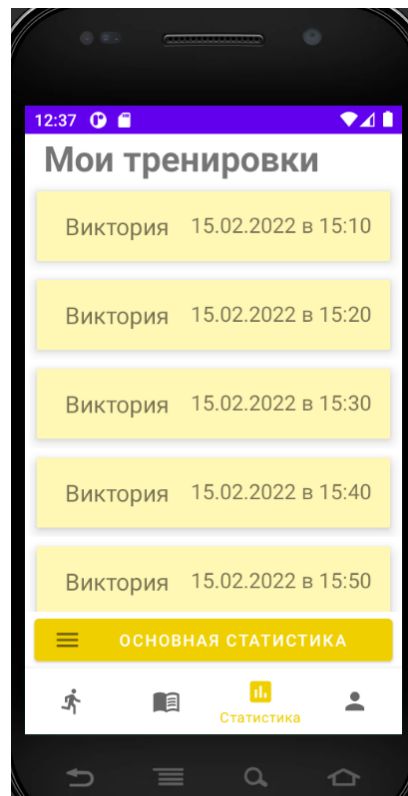 12:37
Мои тренировки
Виктория 15.02.2022 в 15:10
Виктория 15.02.2022 в 15:20
Виктория 15.02.2022 в 15:30
Виктория 15.02.2022 в 15:40
Виктория 15.02.2022 в 15:50
ОСНОВНАЯ СТАТИСТИКА
Статистика